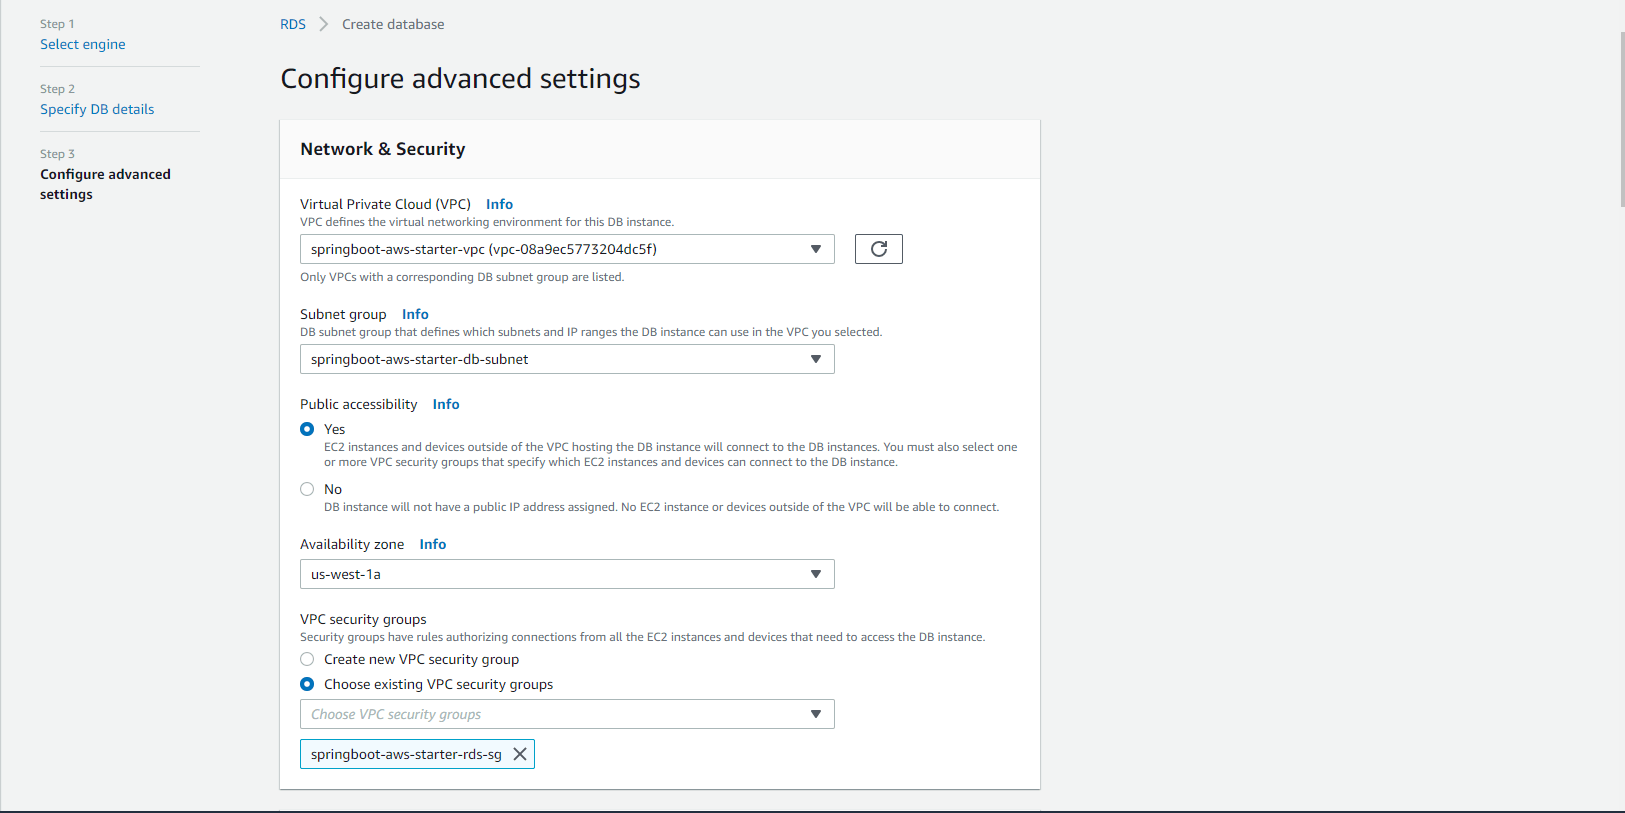 Step 1
Select engine
Step 2
Specify DB details
Step 3
Configure advanced
settings
RDS Create database
Configure advanced settings
Network & Security
Virtual Private Cloud (VPC) Info
VPC defines the virtual networking environment for this DB instance.
springboot-aws-starter-vpc (vpc-08a9ec5773204dc5f)
Only VPCs with a corresponding DB subnet group are listed.
Subnet group Info
DB subnet group that defines which subnets and IP ranges the DB instance can use in the VPC you selected.
springboot-aws-starter-db-subnet
Public accessibility Info
Yes
EC2 instances and devices outside of the VPC hosting the DB instance will connect to the DB instances. You must also select one
or more VPC security groups that specify which EC2 instances and devices can connect to the DB instance.
No
DB instance will not have a public IP address assigned. No EC2 instance or devices outside of the VPC will be able to connect.
Availability zone Info
us-west-1a
VPC security groups
Security groups have rules authorizing connections from all the EC2 instances and devices that need to access the DB instance.
Create new VPC security group
Choose existing VPC security groups
Choose VPC security groups
springboot-aws-starter-rds-sg